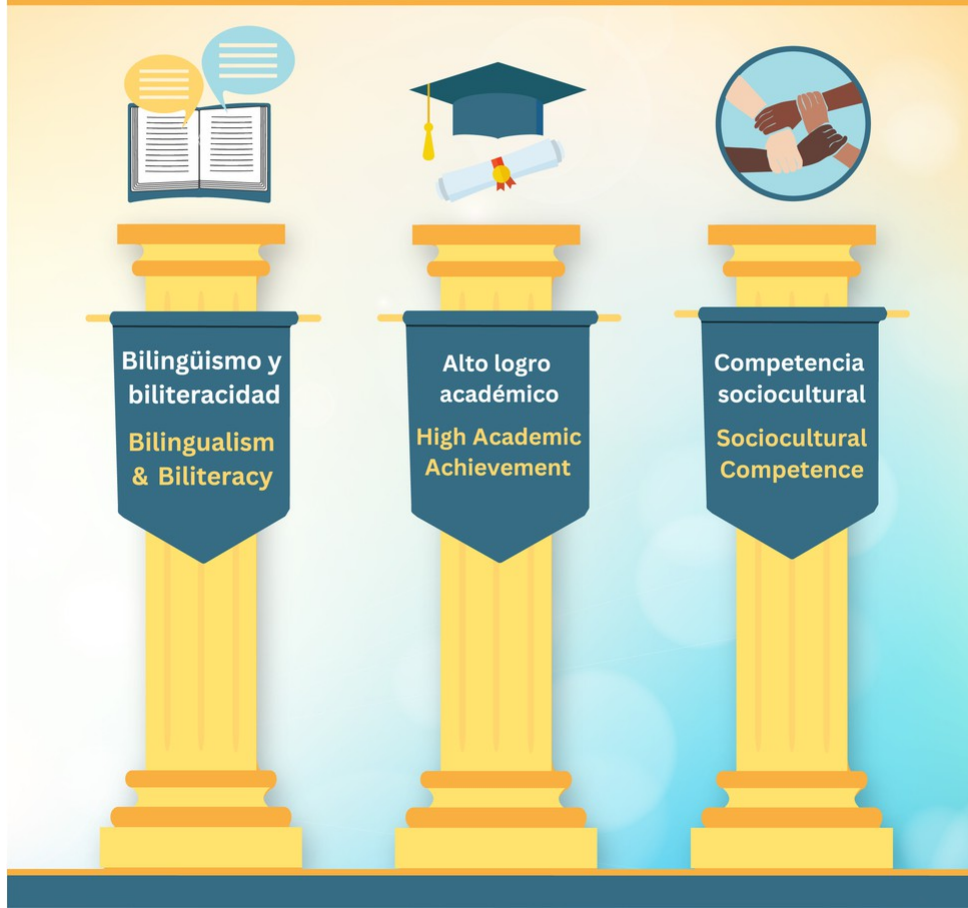 Bilingüismo y
biliteracidad
Bilingualism
& Biliteracy
Alto logro
académico
High Academic
Achievement
Competencia
sociocultural
Sociocultural
Competence